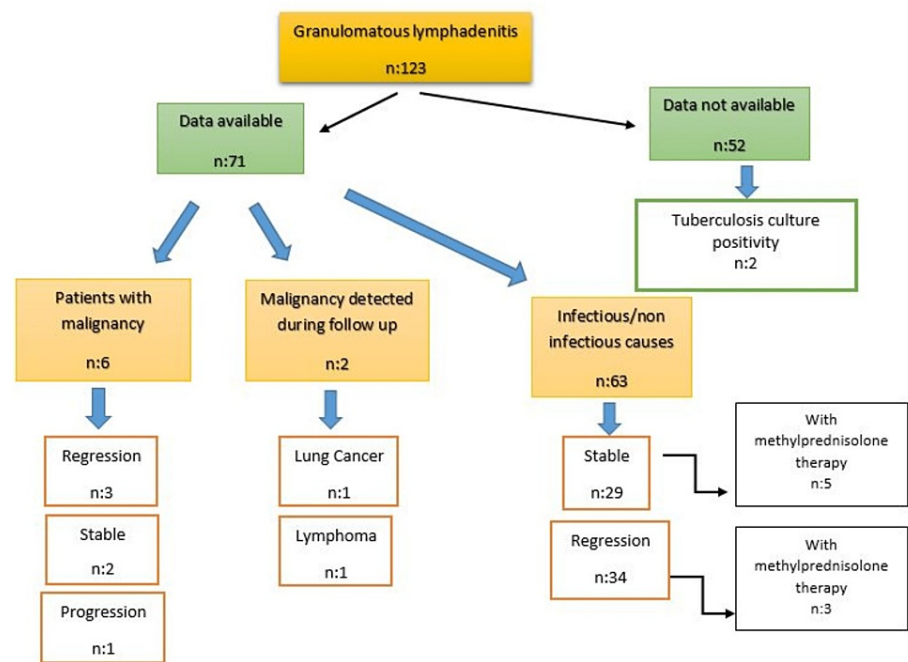 Granulomatous lymphadenitis
n:123
Data available
n:71
Data not available
n:52
Tuberculosis culture
positivity
n:2
Patients with
malignancy
n:6
Malignancy detected
during follow up
n:2
Infectious/non
infectious causes
n:63
Regression
n:3
Stable
n:2
Progression
n:1
Lung Cancer
n:1
Lymphoma
n:1
Stable
n:29
With
methylprednisolone
therapy
n:5
Regression
n:34
With
methylprednisolone
therapy
n:3